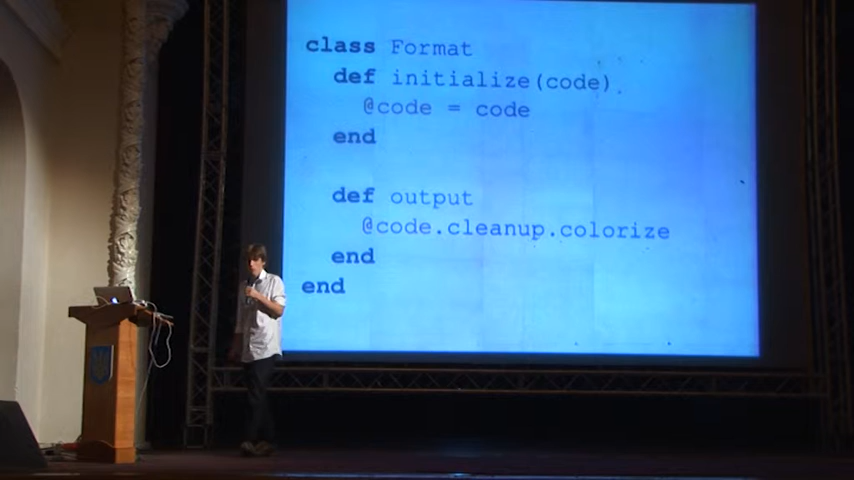 class Format
def initialize(code)
@code = code
end
def output
@code.cleanup.colorize
end
end